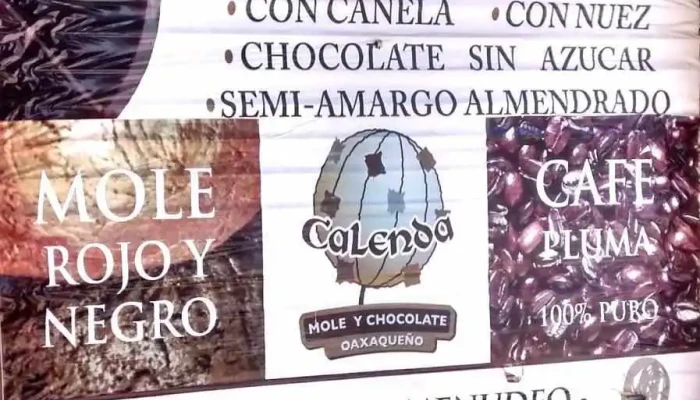 •CON CANELA •CON NUEZ
•CHOCOLATE SIN AZUCAR
•SEMI-AMARGO ALMENDRADO
MOLE
ROJO Y
NEGRO
Calenda
MOLE Y CHOCOLATE
OAXAQUEÑO
CAFE
PLUMA
100% PURO